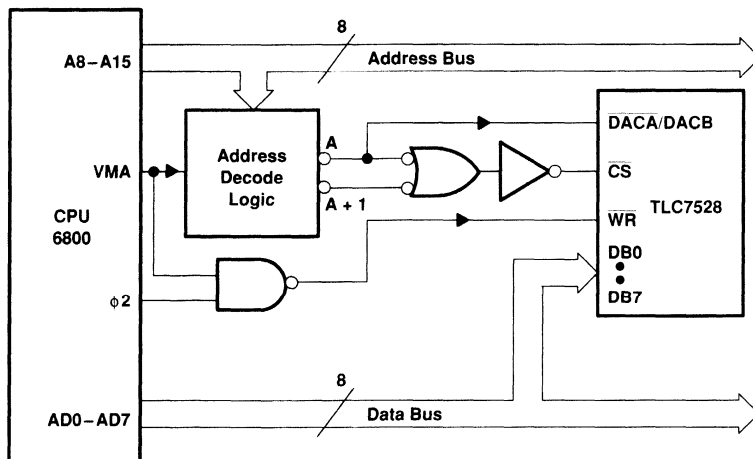 8
A8–A15
Address Bus
A
DACA/DACB
Address
Decode
Logic
VMA
CS
TLC7528
A + 1
CPU
6800
WR
DB0
DB7
ϕ2
8
AD0–AD7
Data Bus